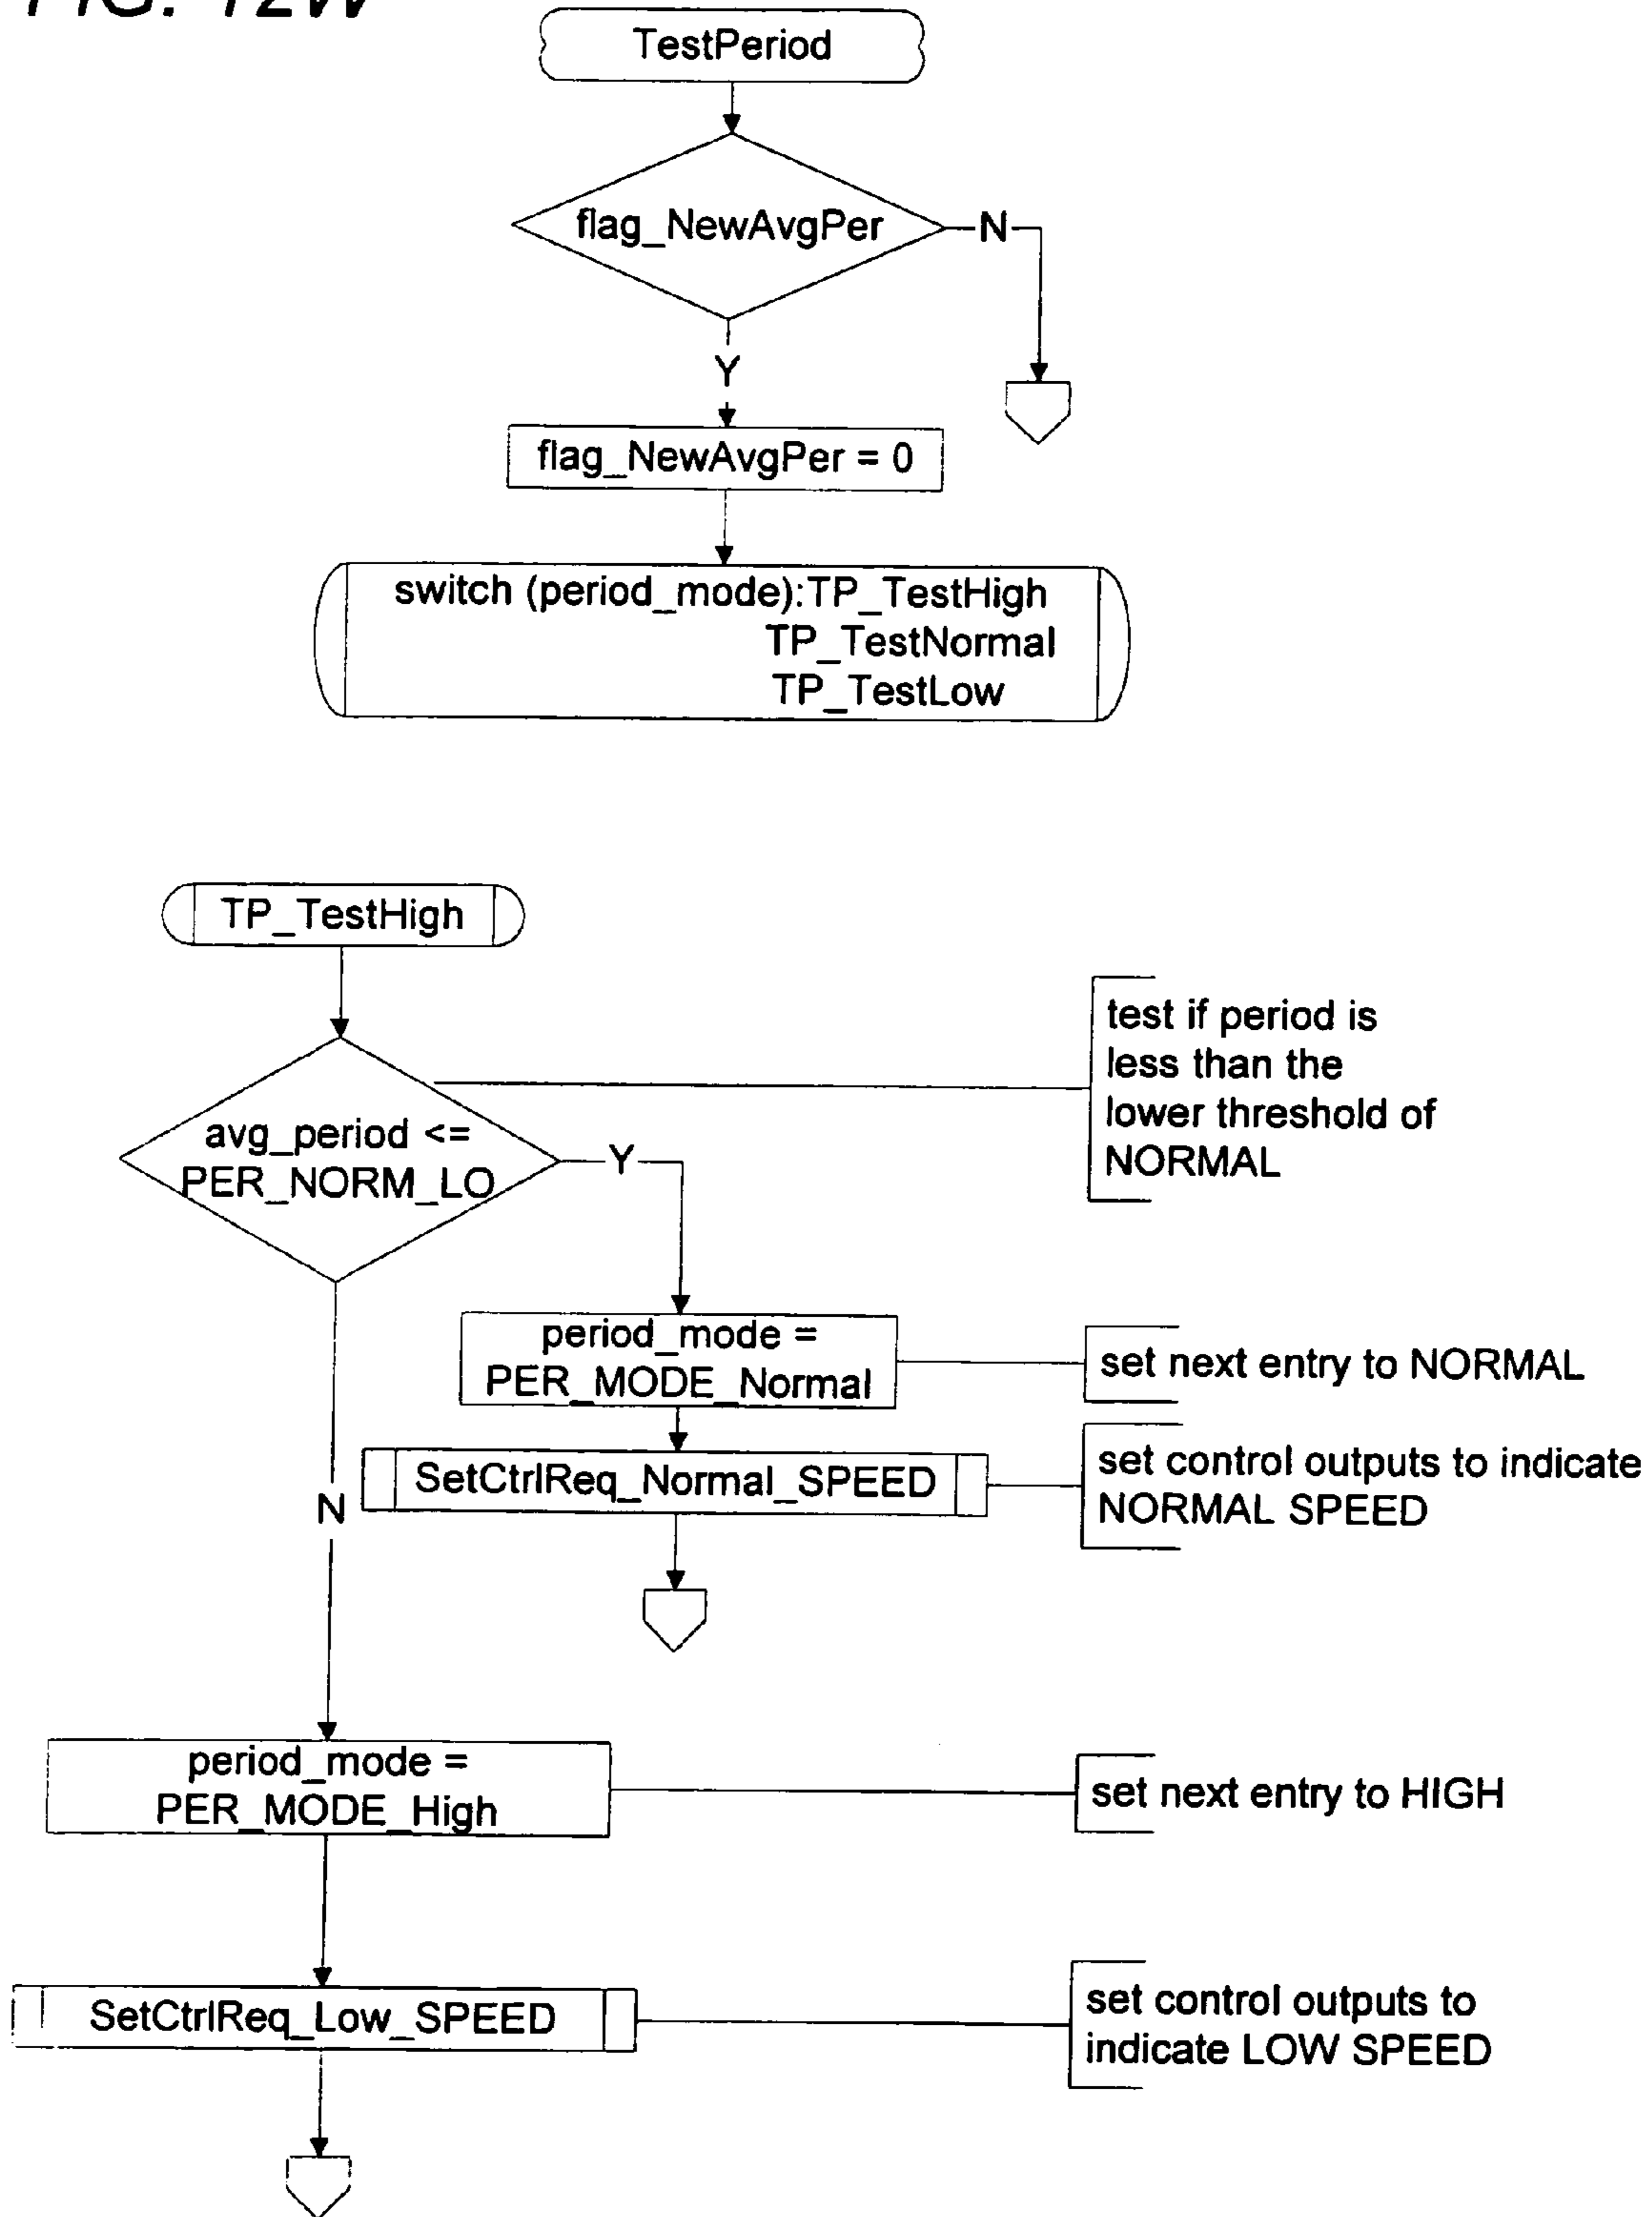 FIG. 12W
TestPeriod
flag_NewAvgPer
N
Y
flag_NewAvgPer = 0
switch (period_mode):TP_TestHigh
TP_TestNormal
TP_TestLow
TP_TestHigh
test if period is
less than the
lower threshold of
NORMAL
avg_period <=
PER_NORM_LO
Y
period_mode =
PER_MODE_Normal
set next entry to NORMAL
SetCtrlReq_Normal_SPEED
set control outputs to indicate
NORMAL SPEED
N
period_mode =
PER_MODE_High
set next entry to HIGH
SetCtrlReq_Low_SPEED
set control outputs to
indicate LOW SPEED